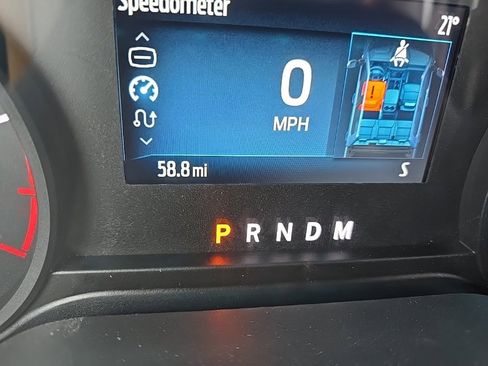 Speedometer
21°
0
MPH
58.8 mi
S
P R N D M